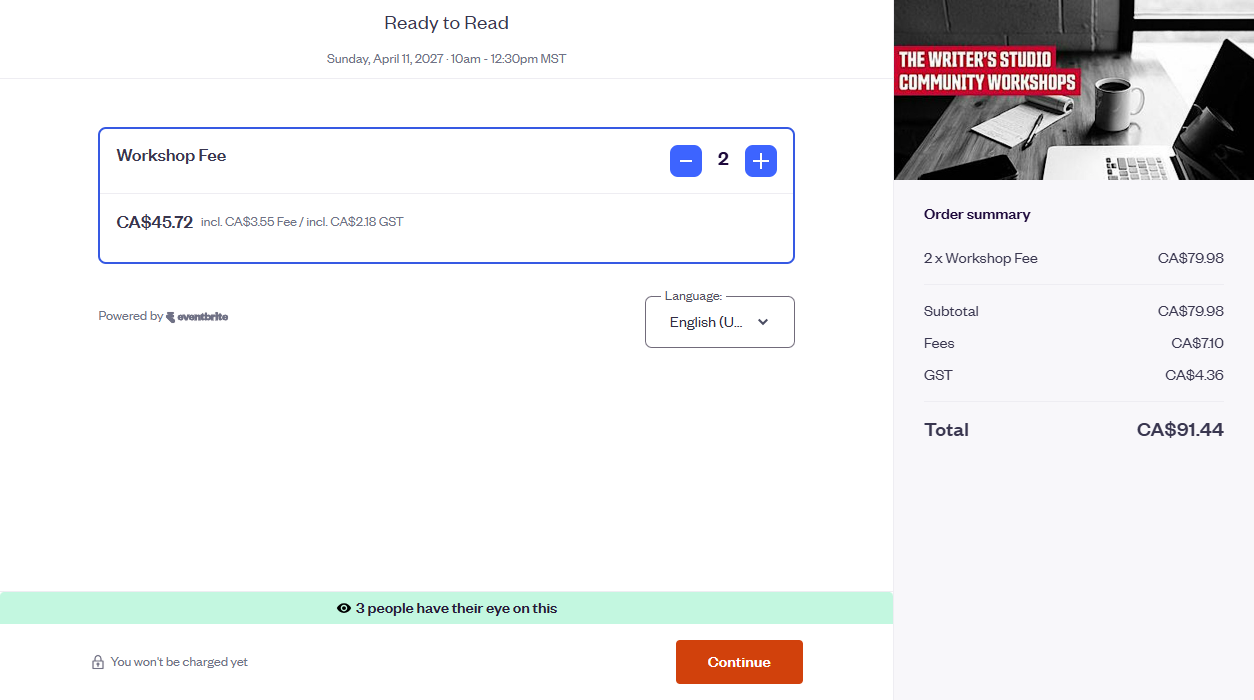 Ready to Read
Sunday, April 11, 2027 · 10am - 12:30pm MST
Workshop Fee
2
CA$45.72 incl. CA$3.55 Fee / incl. CA$2.18 GST
Powered by eventbrite
Language:
English (U...
3 people have their eye on this
You won't be charged yet
Continue
THE WRITER'S STUDIO
COMMUNITY WORKSHOPS
Order summary
2 x Workshop Fee CA$79.98
Subtotal CA$79.98
Fees CA$7.10
GST CA$4.36
Total CA$91.44